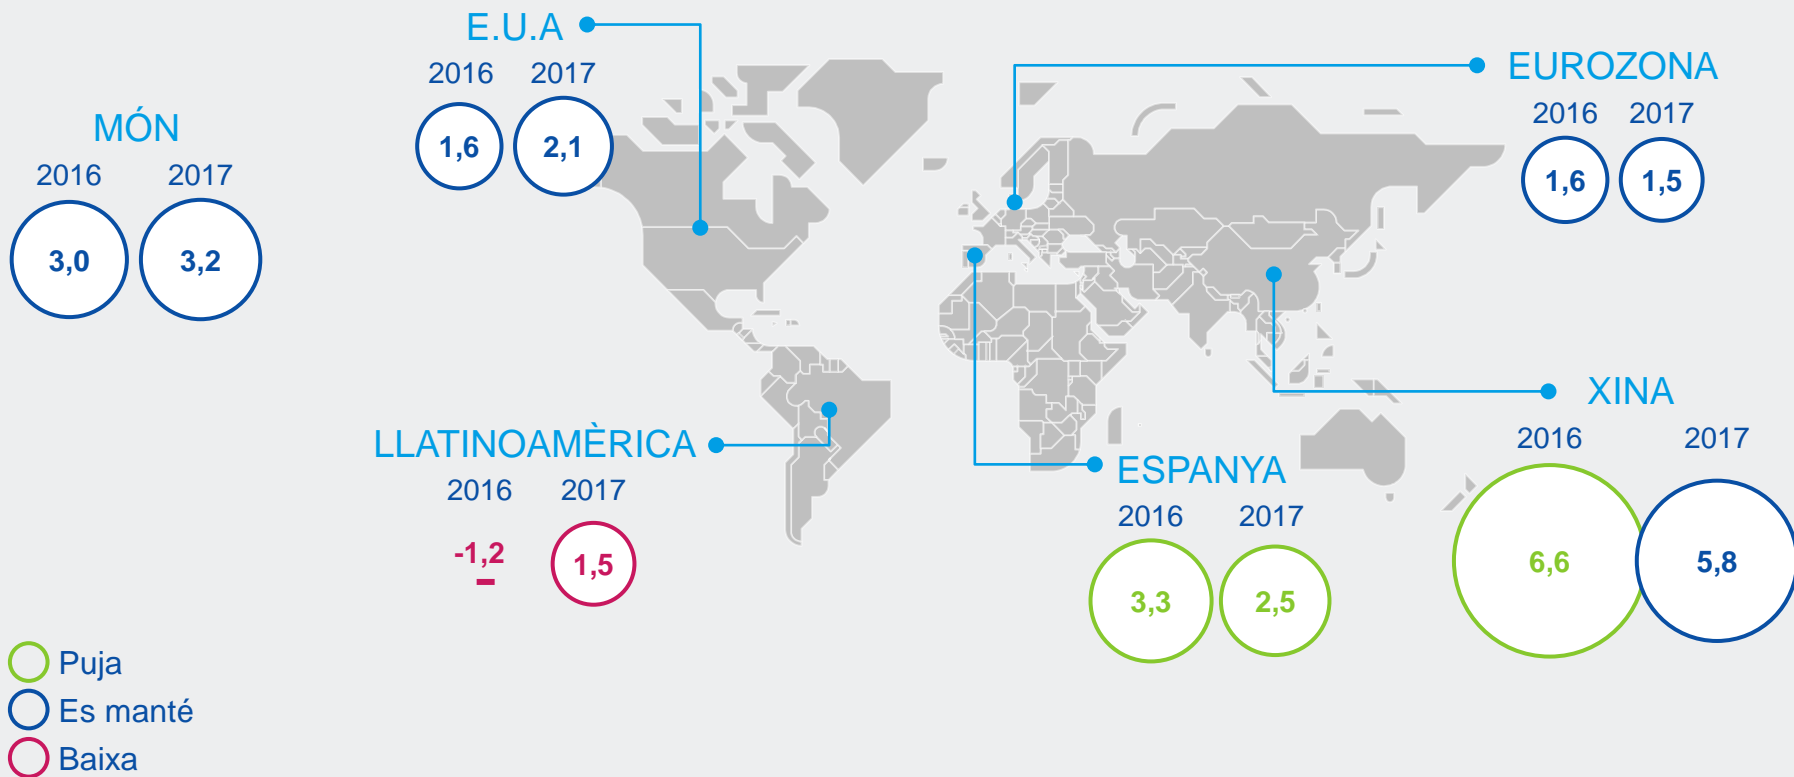 MÓN
2016 2017
3,0 3,2
E.U.A
2016 2017
1,6 2,1
EUROZONA
2016 2017
1,6 1,5
LLATINOAMÈRICA
2016 2017
-1,2 1,5
ESPANYA
2016 2017
3,3 2,5
XINA
2016 2017
6,6 5,8
Puja
Es manté
Baixa